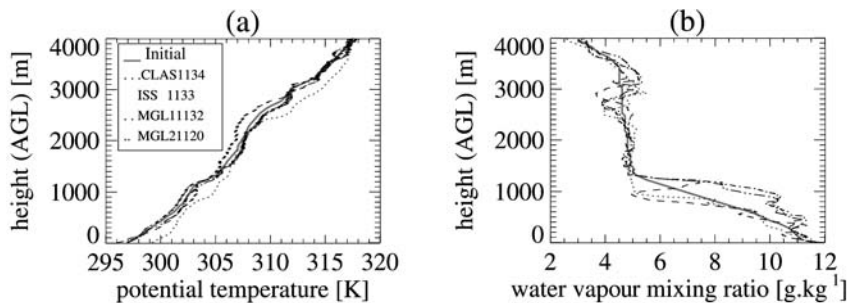 (a)
(b)
height (AGL) [m]
4000
3000
2000
1000
0
Initial
CLAS1134
ISS 1133
MGL11132
MGL21120
295 300 305 310 315 320
potential temperature [K]
height (AGL) [m]
4000
3000
2000
1000
0
2 4 6 8 10 12
water vapour mixing ratio [g.kg¹]